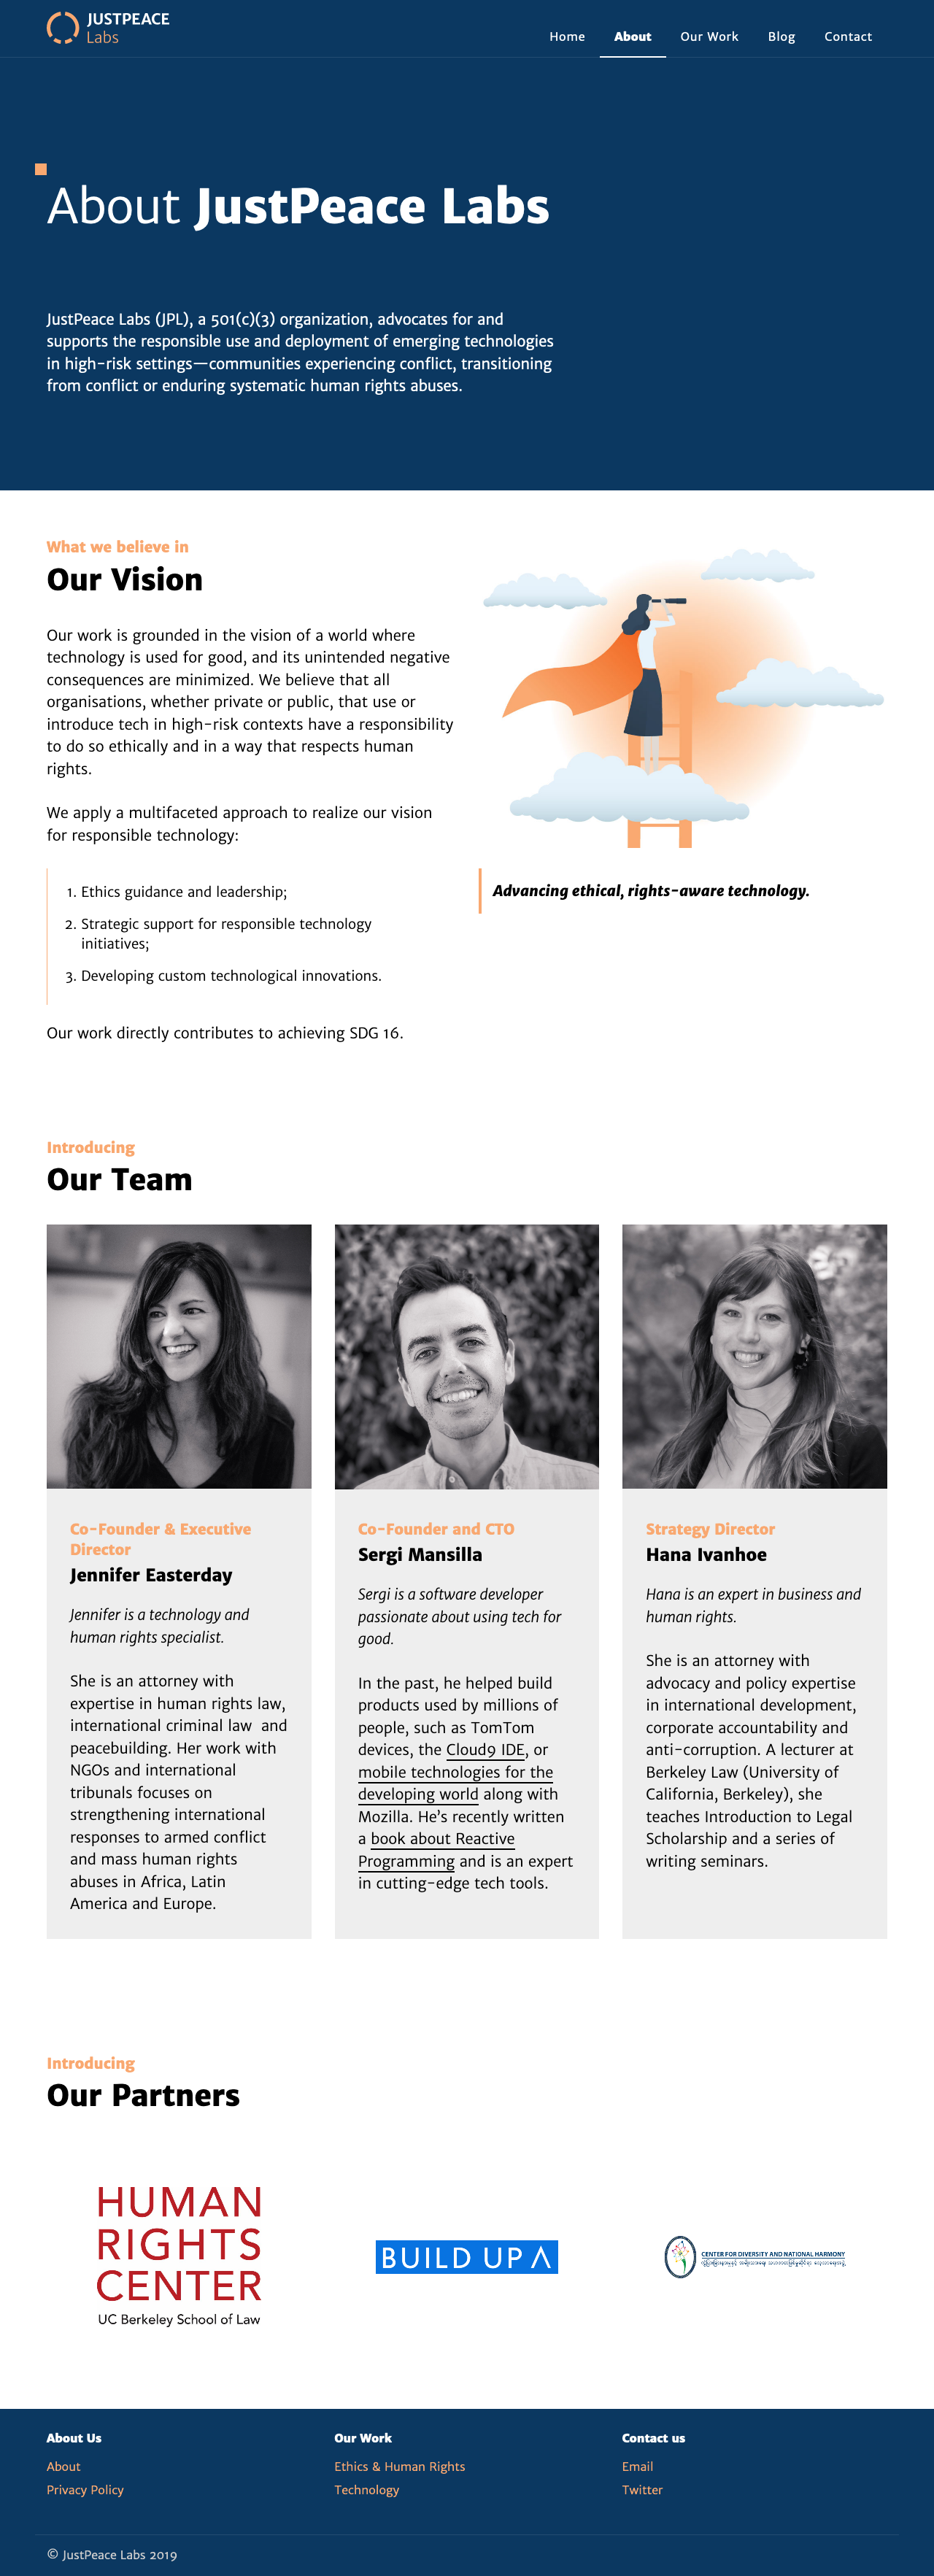 JUSTPEACE
Labs
Home About Our Work Blog Contact
About JustPeace Labs
JustPeace Labs (JPL), a 501(c)(3) organization, advocates for and
supports the responsible use and deployment of emerging technologies
in high-risk settings—communities experiencing conflict, transitioning
from conflict or enduring systematic human rights abuses.
What we believe in
Our Vision
Our work is grounded in the vision of a world where
technology is used for good, and its unintended negative
consequences are minimized. We believe that all
organisations, whether private or public, that use or
introduce tech in high-risk contexts have a responsibility
to do so ethically and in a way that respects human
rights.
We apply a multifaceted approach to realize our vision
for responsible technology:
1. Ethics guidance and leadership;
2. Strategic support for responsible technology
initiatives;
3. Developing custom technological innovations.
Our work directly contributes to achieving SDG 16.
Advancing ethical, rights-aware technology.
Introducing
Our Team
Co-Founder & Executive
Director
Jennifer Easterday
Jennifer is a technology and
human rights specialist.
She is an attorney with
expertise in human rights law,
international criminal law and
peacebuilding. Her work with
NGOs and international
tribunals focuses on
strengthening international
responses to armed conflict
and mass human rights
abuses in Africa, Latin
America and Europe.
Co-Founder and CTO
Sergi Mansilla
Sergi is a software developer
passionate about using tech for
good.
In the past, he helped build
products used by millions of
people, such as TomTom
devices, the Cloud9 IDE, or
mobile technologies for the
developing world along with
Mozilla. He’s recently written
a book about Reactive
Programming and is an expert
in cutting-edge tech tools.
Strategy Director
Hana Ivanhoe
Hana is an expert in business and
human rights.
She is an attorney with
advocacy and policy expertise
in international development,
corporate accountability and
anti-corruption. A lecturer at
Berkeley Law (University of
California, Berkeley), she
teaches Introduction to Legal
Scholarship and a series of
writing seminars.
Introducing
Our Partners
HUMAN
RIGHTS
CENTER
UC Berkeley School of Law
BUILD UP
CENTER FOR DIVERSITY AND NATIONAL HARMONY
About Us
About
Privacy Policy
Our Work
Ethics & Human Rights
Technology
Contact us
Email
Twitter
© JustPeace Labs 2019